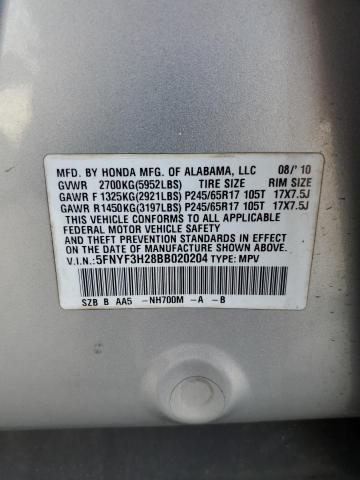 MFD. BY HONDA MFG. OF ALABAMA, LLC 08/'10
GVWR 2700KG(5952LBS) TIRE SIZE RIM SIZE
GAWR F 1325KG(2921LBS) P245/65R17 105T 17X7.5J
GAWR R1450KG(3197LBS) P245/65R17 105T 17X7.5J
THIS VEHICLE CONFORMS TO ALL APPLICABLE
FEDERAL MOTOR VEHICLE SAFETY
AND THEFT PREVENTION STANDARDS IN EFFECT
ON THE DATE OF MANUFACTURE SHOWN ABOVE.
V.I.N.:5FNYF3H28BB020204 TYPE: MPV
SZB B AA5 -NH700M -A -B